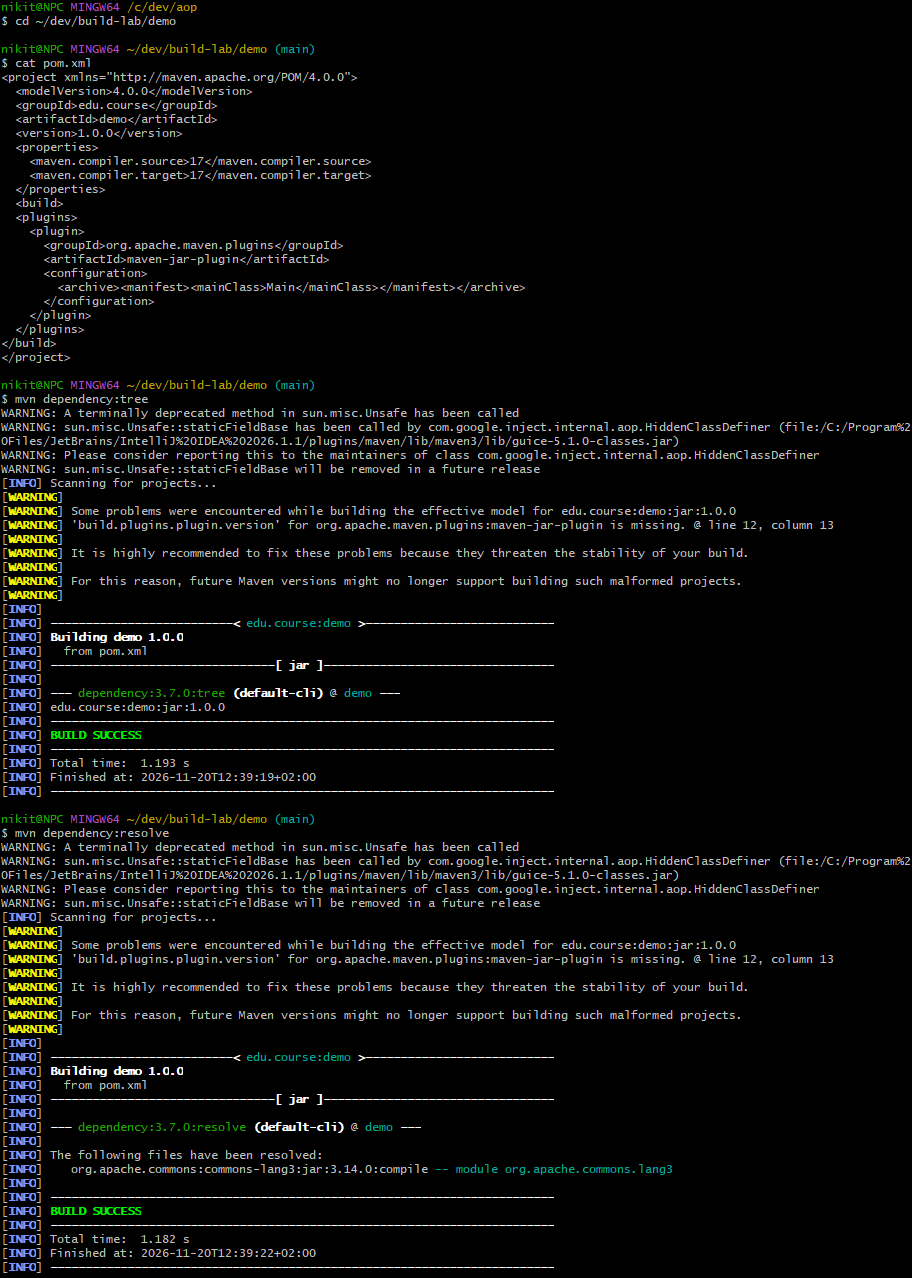 nikit@NPC MINGW64 /c/dev/aop
$ cd ~/dev/build-lab/demo

nikit@NPC MINGW64 ~/dev/build-lab/demo (main)
$ cat pom.xml
<project xmlns="http://maven.apache.org/POM/4.0.0">
  <modelVersion>4.0.0</modelVersion>
  <groupId>edu.course</groupId>
  <artifactId>demo</artifactId>
  <version>1.0.0</version>
  <properties>
    <maven.compiler.source>17</maven.compiler.source>
    <maven.compiler.target>17</maven.compiler.target>
  </properties>
  <build>
  <plugins>
    <plugin>
      <groupId>org.apache.maven.plugins</groupId>
      <artifactId>maven-jar-plugin</artifactId>
      <configuration>
        <archive><manifest><mainClass>Main</mainClass></manifest></archive>
      </configuration>
    </plugin>
  </plugins>
</build>
</project>

nikit@NPC MINGW64 ~/dev/build-lab/demo (main)
$ mvn dependency:tree
WARNING: A terminally deprecated method in sun.misc.Unsafe has been called
WARNING: sun.misc.Unsafe::staticFieldBase has been called by com.google.inject.internal.aop.HiddenClassDefiner (file:/C:/Program%2
0Files/JetBrains/IntelliJ%20IDEA%202026.1.1/plugins/maven/lib/maven3/lib/guice-5.1.0-classes.jar)
WARNING: Please consider reporting this to the maintainers of class com.google.inject.internal.aop.HiddenClassDefiner
WARNING: sun.misc.Unsafe::staticFieldBase will be removed in a future release
[INFO] Scanning for projects...
[WARNING]
[WARNING] Some problems were encountered while building the effective model for edu.course:demo:jar:1.0.0
[WARNING] 'build.plugins.plugin.version' for org.apache.maven.plugins:maven-jar-plugin is missing. @ line 12, column 13
[WARNING]
[WARNING] It is highly recommended to fix these problems because they threaten the stability of your build.
[WARNING]
[WARNING] For this reason, future Maven versions might no longer support building such malformed projects.
[WARNING]
[INFO]
[INFO] --------------------------< edu.course:demo >---------------------------
[INFO] Building demo 1.0.0
[INFO]   from pom.xml
[INFO] --------------------------------[ jar ]---------------------------------
[INFO]
[INFO] --- dependency:3.7.0:tree (default-cli) @ demo ---
[INFO] edu.course:demo:jar:1.0.0
[INFO] ------------------------------------------------------------------------
[INFO] BUILD SUCCESS
[INFO] ------------------------------------------------------------------------
[INFO] Total time:  1.193 s
[INFO] Finished at: 2026-11-20T12:39:19+02:00
[INFO] ------------------------------------------------------------------------

nikit@NPC MINGW64 ~/dev/build-lab/demo (main)
$ mvn dependency:resolve
WARNING: A terminally deprecated method in sun.misc.Unsafe has been called
WARNING: sun.misc.Unsafe::staticFieldBase has been called by com.google.inject.internal.aop.HiddenClassDefiner (file:/C:/Program%2
0Files/JetBrains/IntelliJ%20IDEA%202026.1.1/plugins/maven/lib/maven3/lib/guice-5.1.0-classes.jar)
WARNING: Please consider reporting this to the maintainers of class com.google.inject.internal.aop.HiddenClassDefiner
WARNING: sun.misc.Unsafe::staticFieldBase will be removed in a future release
[INFO] Scanning for projects...
[WARNING]
[WARNING] Some problems were encountered while building the effective model for edu.course:demo:jar:1.0.0
[WARNING] 'build.plugins.plugin.version' for org.apache.maven.plugins:maven-jar-plugin is missing. @ line 12, column 13
[WARNING]
[WARNING] It is highly recommended to fix these problems because they threaten the stability of your build.
[WARNING]
[WARNING] For this reason, future Maven versions might no longer support building such malformed projects.
[WARNING]
[INFO]
[INFO] --------------------------< edu.course:demo >---------------------------
[INFO] Building demo 1.0.0
[INFO]   from pom.xml
[INFO] --------------------------------[ jar ]---------------------------------
[INFO]
[INFO] --- dependency:3.7.0:resolve (default-cli) @ demo ---
[INFO]
[INFO] The following files have been resolved:
[INFO]    org.apache.commons:commons-lang3:jar:3.14.0:compile -- module org.apache.commons.lang3
[INFO]
[INFO] ------------------------------------------------------------------------
[INFO] BUILD SUCCESS
[INFO] ------------------------------------------------------------------------
[INFO] Total time:  1.182 s
[INFO] Finished at: 2026-11-20T12:39:22+02:00
[INFO] ------------------------------------------------------------------------